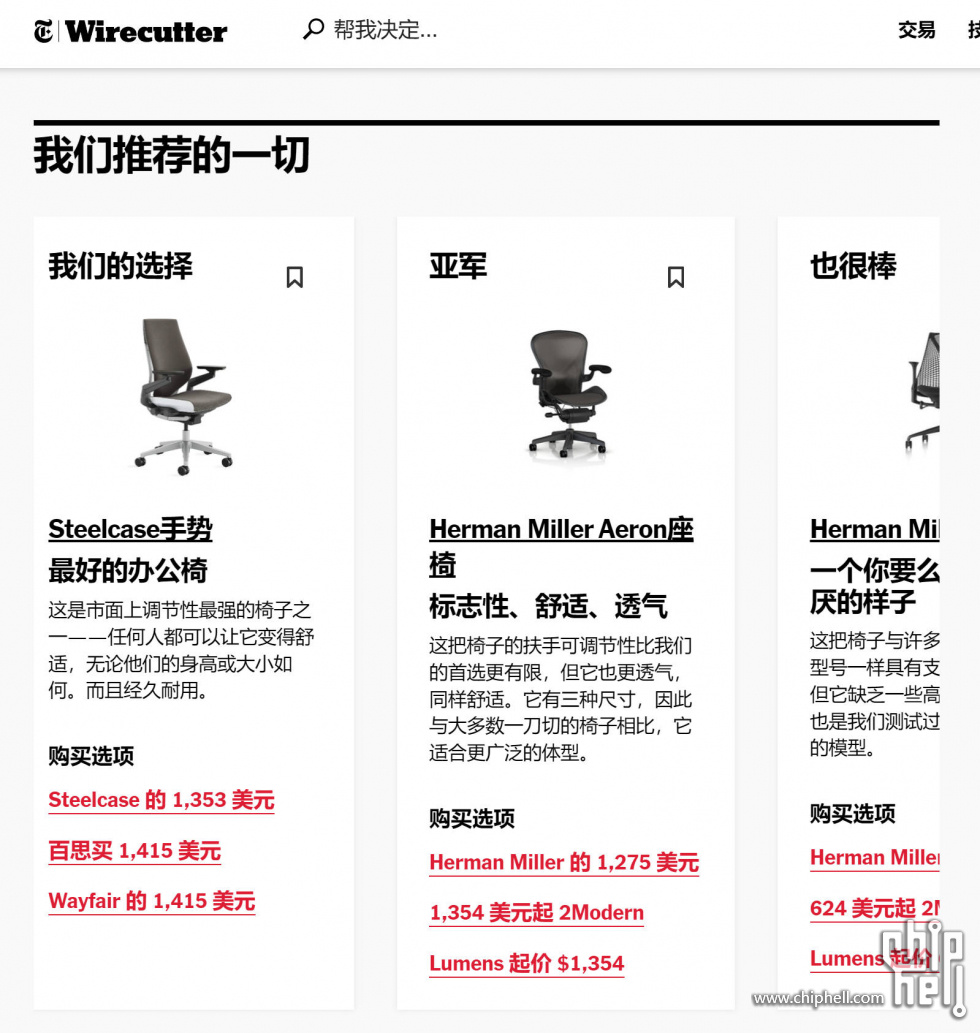 Wirecutter
帮我决定...
交易
技
我们推荐的一切
我们的选择
Steelcase手势
最好的办公椅
这是市面上调节性最强的椅子之
一——任何人都可以让它变得舒
适，无论他们的身高或大小如
何。而且经久耐用。
购买选项
Steelcase 的 1,353 美元
百思买 1,415 美元
Wayfair 的 1,415 美元
亚军
Herman Miller Aeron座
椅
标志性、舒适、透气
这把椅子的扶手可调节性比我们
的首选更有限，但它也更透气，
同样舒适。它有三种尺寸，因此
与大多数一刀切的椅子相比，它
适合更广泛的体型。
购买选项
Herman Miller 的 1,275 美元
1,354 美元起 2Modern
Lumens 起价 $1,354
也很棒
Herman Mil
一个你要么
厌的样子
这把椅子与许多
型号一样具有支
但它缺乏一些高
也是我们测试过
的模型。
购买选项
Herman Miller
624 美元起 2M
Lumens 起价
www.chiphell.com
chip
hell